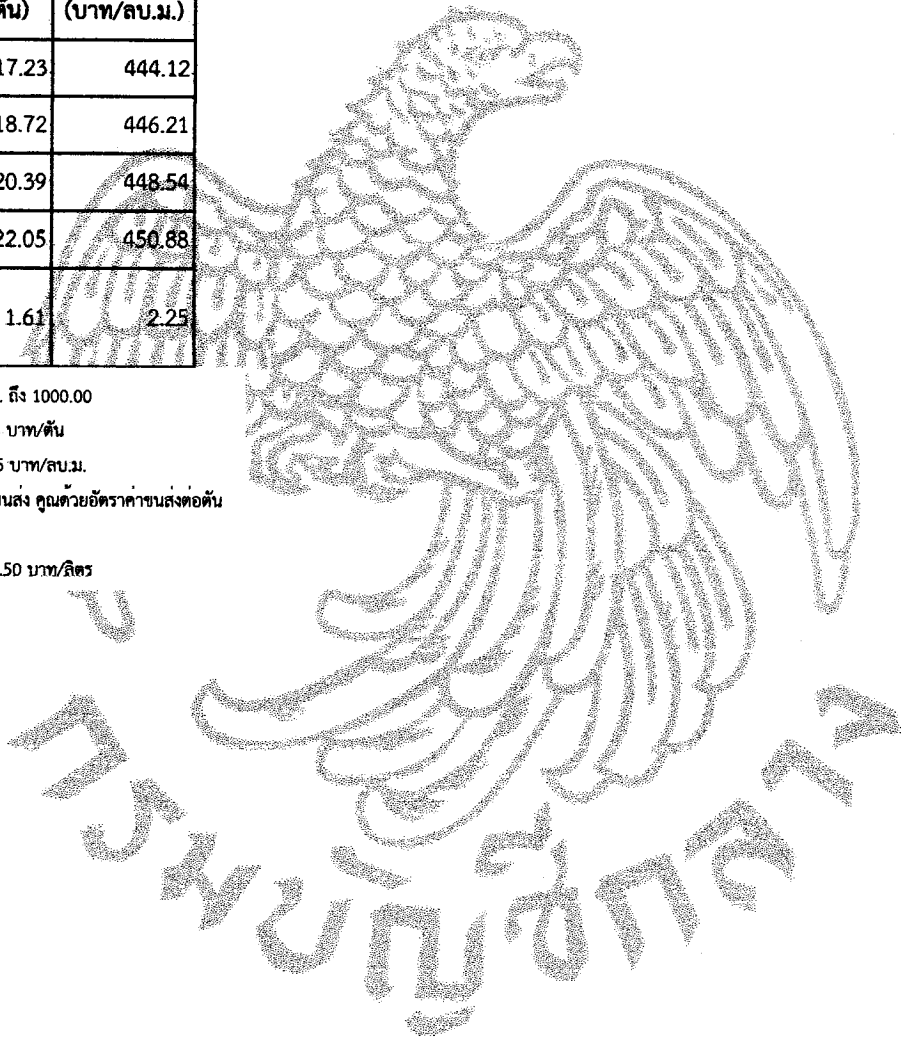 ตัน) (บาท/ลบ.ม.)
17.23 444.12
18.72 446.21
20.39 448.54
22.05 450.88
1.61 2.25
. ถึง 1000.00
บาท/ตัน
5 บาท/ลบ.ม.
นส่ง คูณด้วยอัตราค่าขนส่งต่อตัน
.50 บาท/ลิตร
กรมบัญชีกลาง